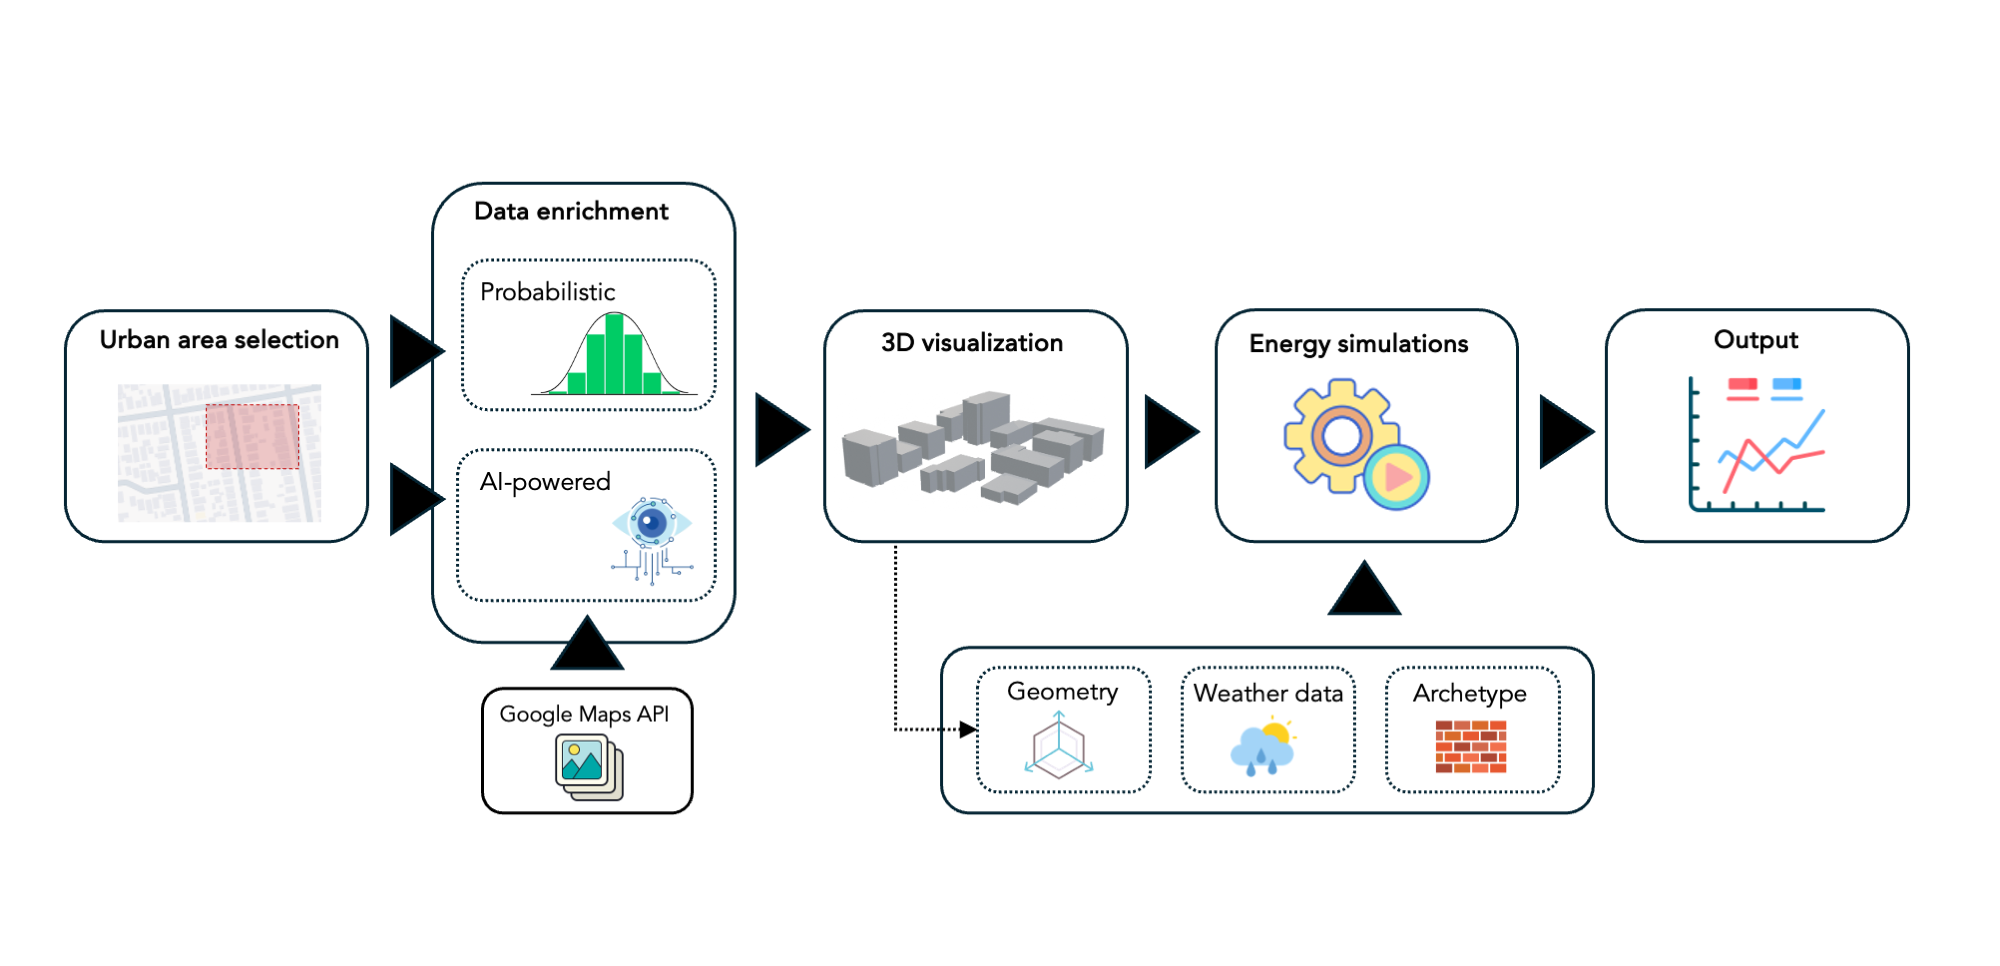 Urban area selection
Data enrichment
Probabilistic
AI-powered
Google Maps API
3D visualization
Energy simulations
Output
Geometry
Weather data
Archetype